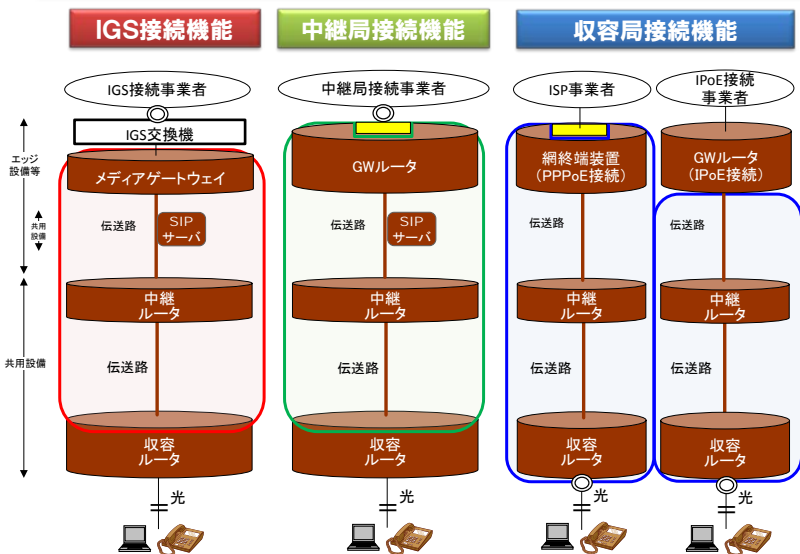 IGS接続機能
中継局接続機能
収容局接続機能
IGS接続事業者
中継局接続事業者
ISP事業者
IPoE接続
事業者
IGS交換機
エッジ
設備等
メディアゲートウェイ
GWルータ
網終端装置
(PPPoE接続)
GWルータ
(IPoE接続)
共用
設備
伝送路
SIP
サーバ
伝送路
SIP
サーバ
伝送路
伝送路
中継
ルータ
中継
ルータ
中継
ルータ
中継
ルータ
共用設備
伝送路
伝送路
伝送路
伝送路
収容
ルータ
収容
ルータ
収容
ルータ
収容
ルータ
光
光
光
光